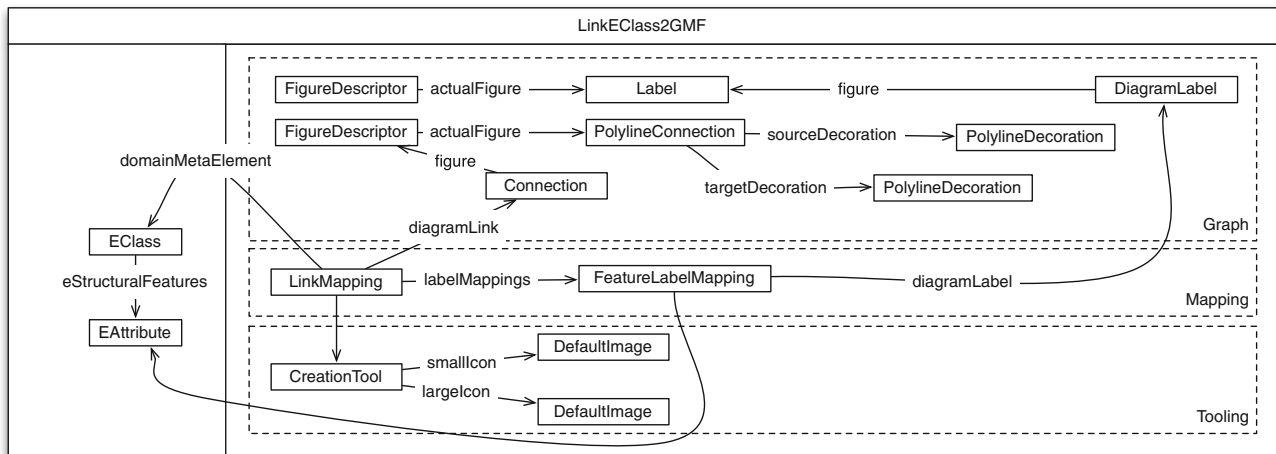 LinkEClass2GMF
FigureDescriptor
actualFigure
Label
figure
DiagramLabel
FigureDescriptor
actualFigure
PolylineConnection
sourceDecoration
PolylineDecoration
domainMetaElement
figure
Connection
targetDecoration
PolylineDecoration
diagramLink
Graph
EClass
eStructuralFeatures
LinkMapping
labelMappings
FeatureLabelMapping
diagramLabel
Mapping
EAttribute
CreationTool
smallIcon
DefaultImage
largeIcon
DefaultImage
Tooling